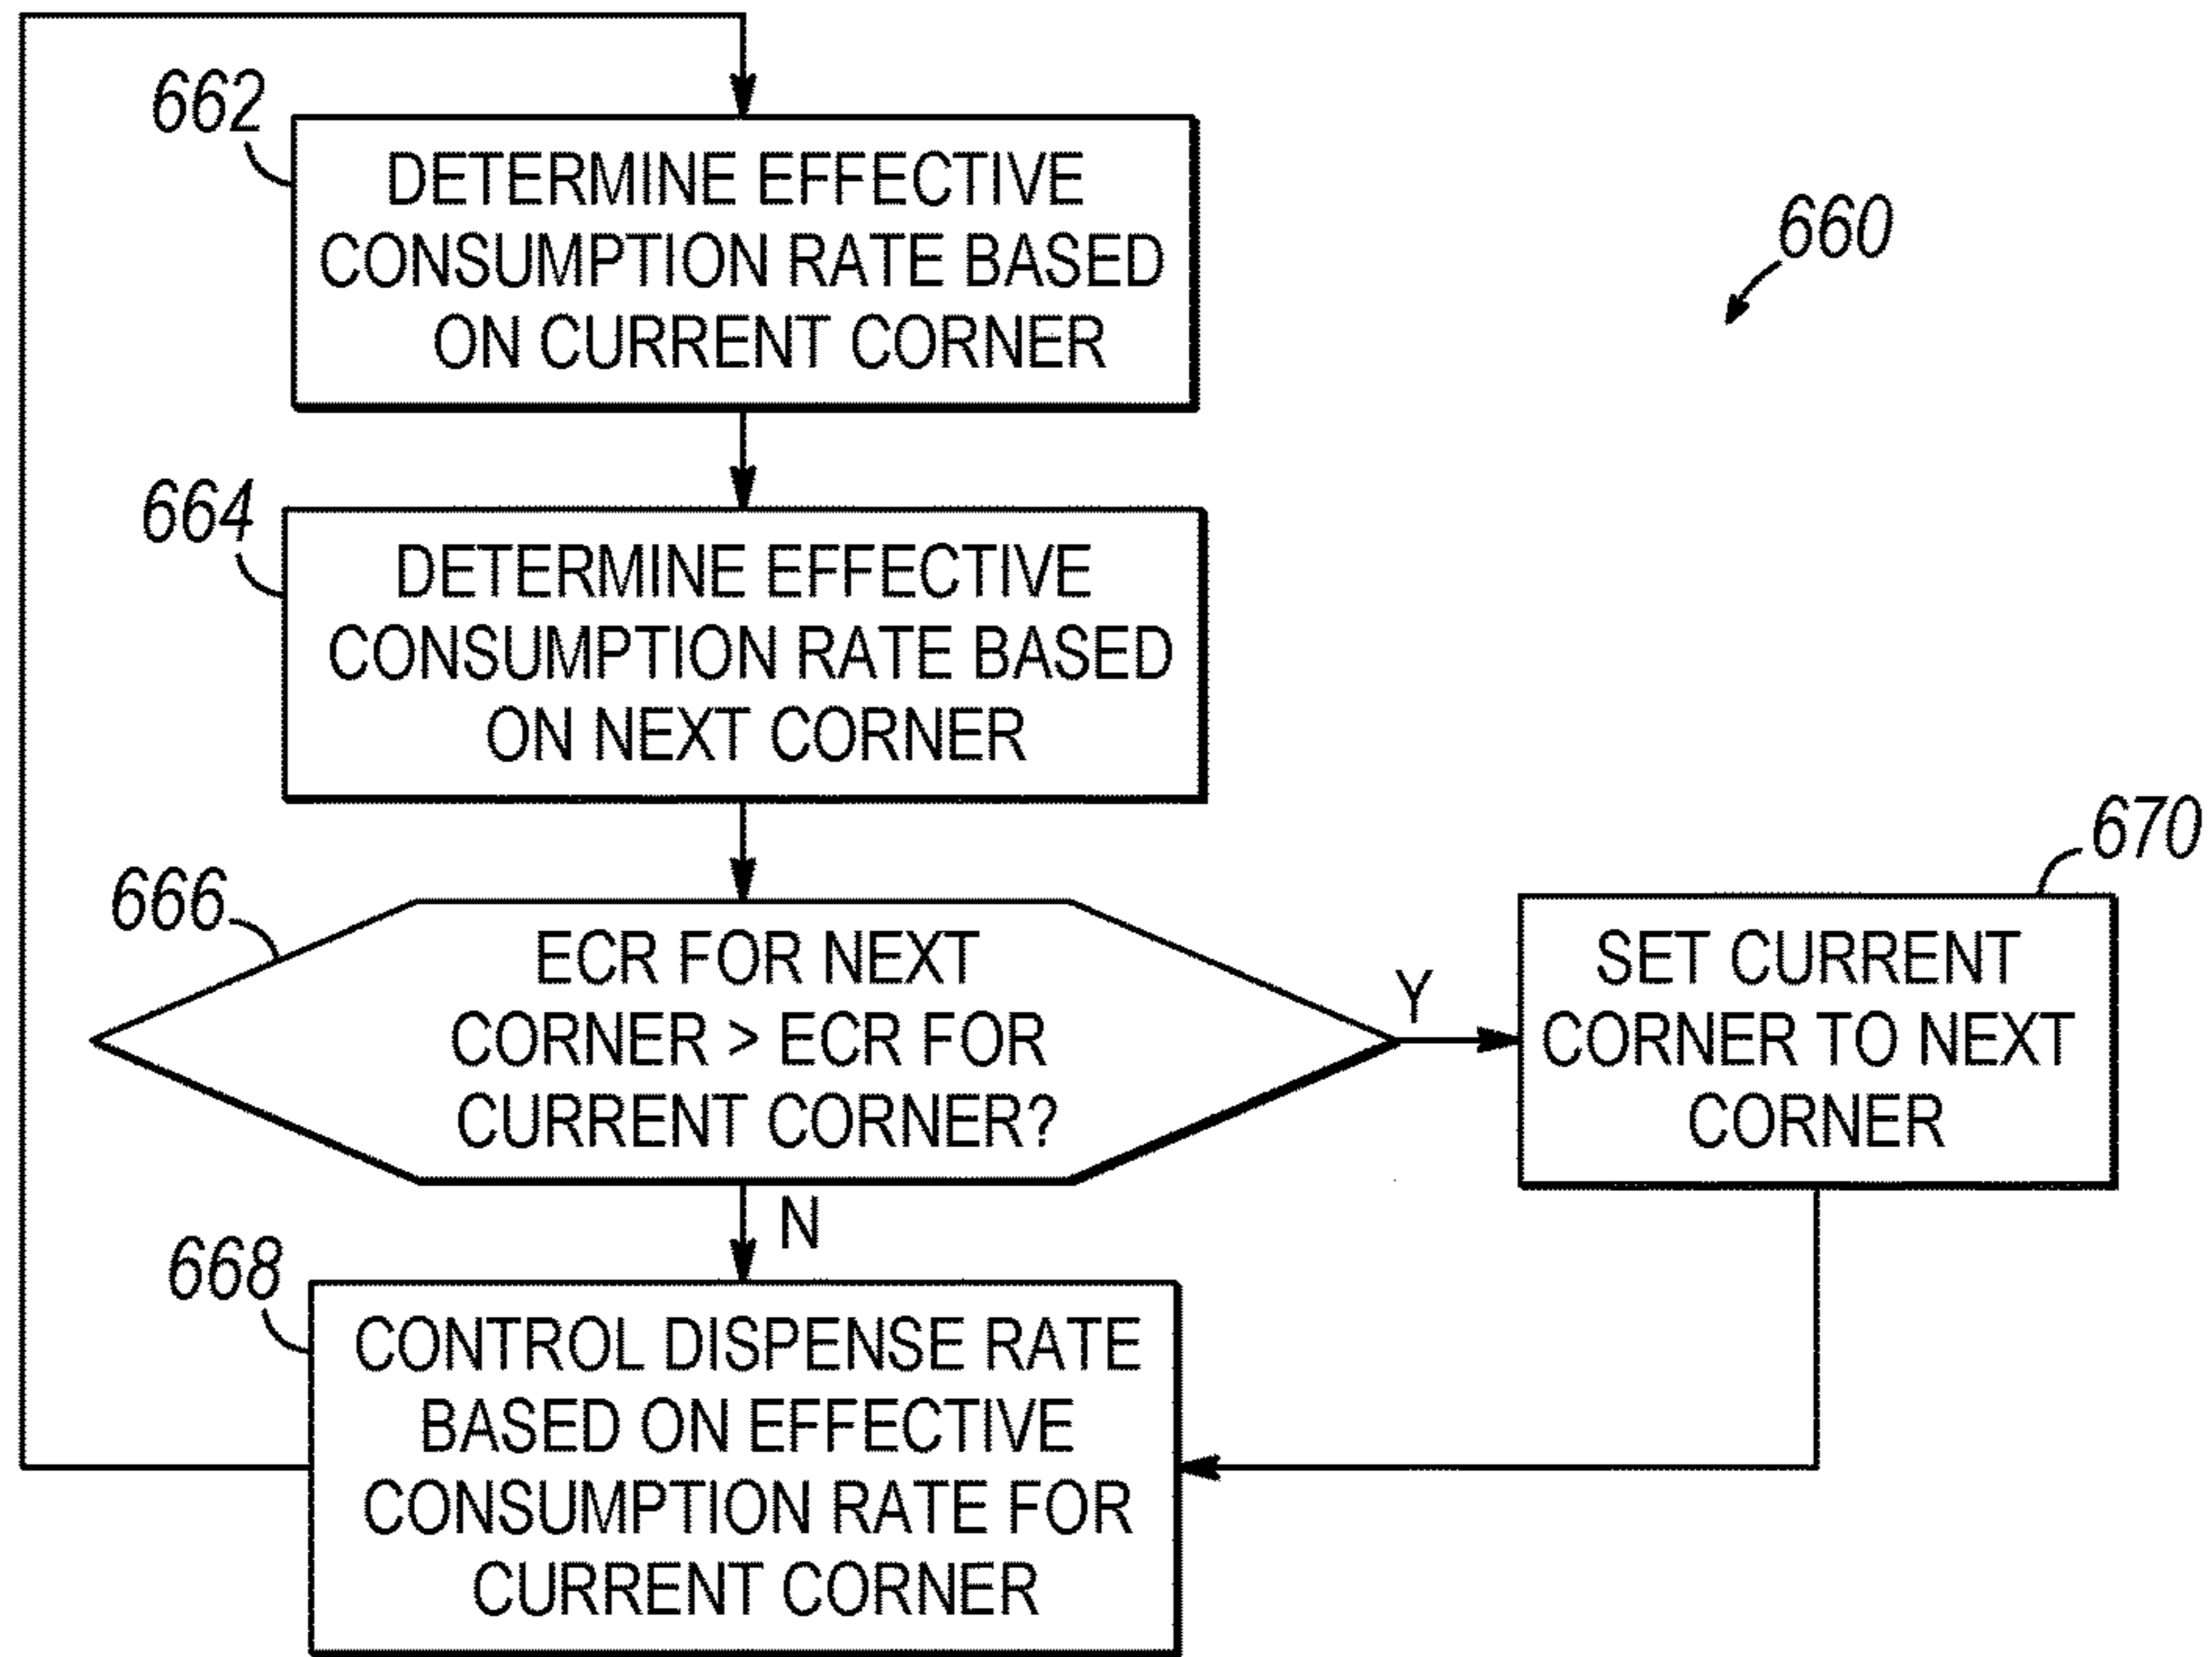 662
DETERMINE EFFECTIVE
CONSUMPTION RATE BASED
ON CURRENT CORNER
660
664
DETERMINE EFFECTIVE
CONSUMPTION RATE BASED
ON NEXT CORNER
666
ECR FOR NEXT
CORNER > ECR FOR
CURRENT CORNER?
Y
670
SET CURRENT
CORNER TO NEXT
CORNER
N
668
CONTROL DISPENSE RATE
BASED ON EFFECTIVE
CONSUMPTION RATE FOR
CURRENT CORNER